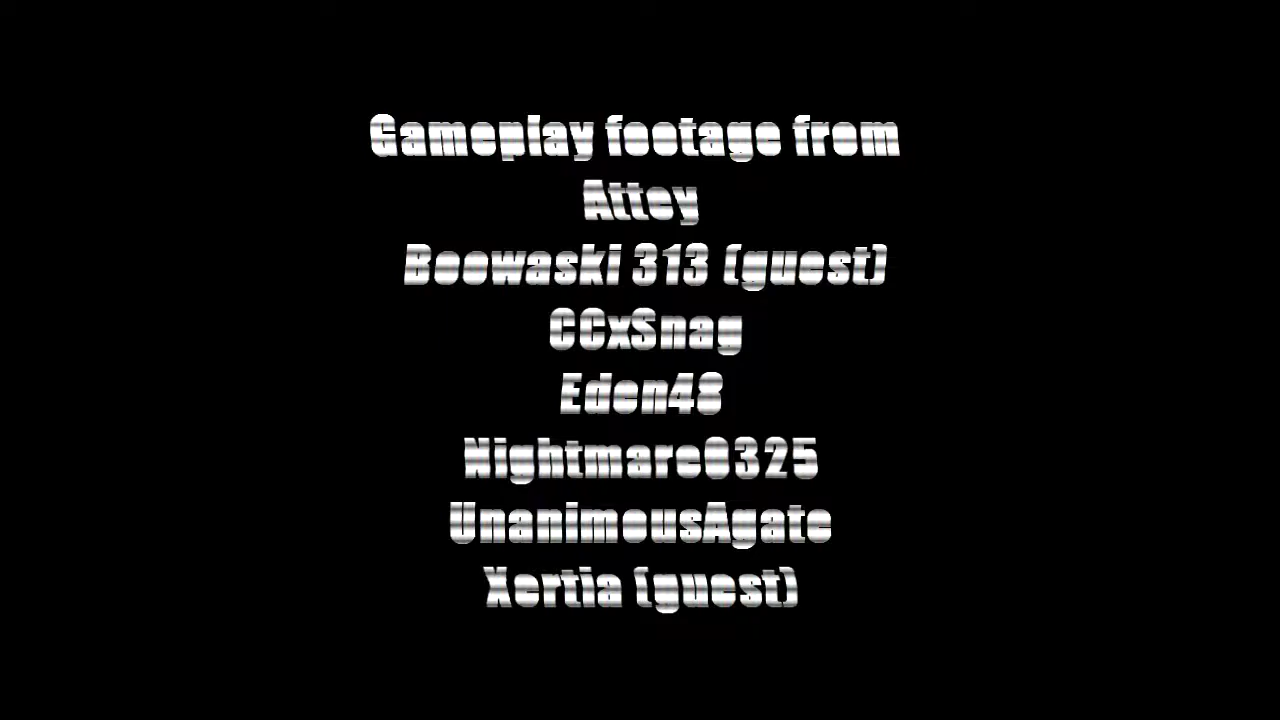 Gameplay footage from
Attey
Boowaski 313 (guest)
CCxSnag
Eden48
Nightmare0325
UnanimousAgate
Xertia (guest)